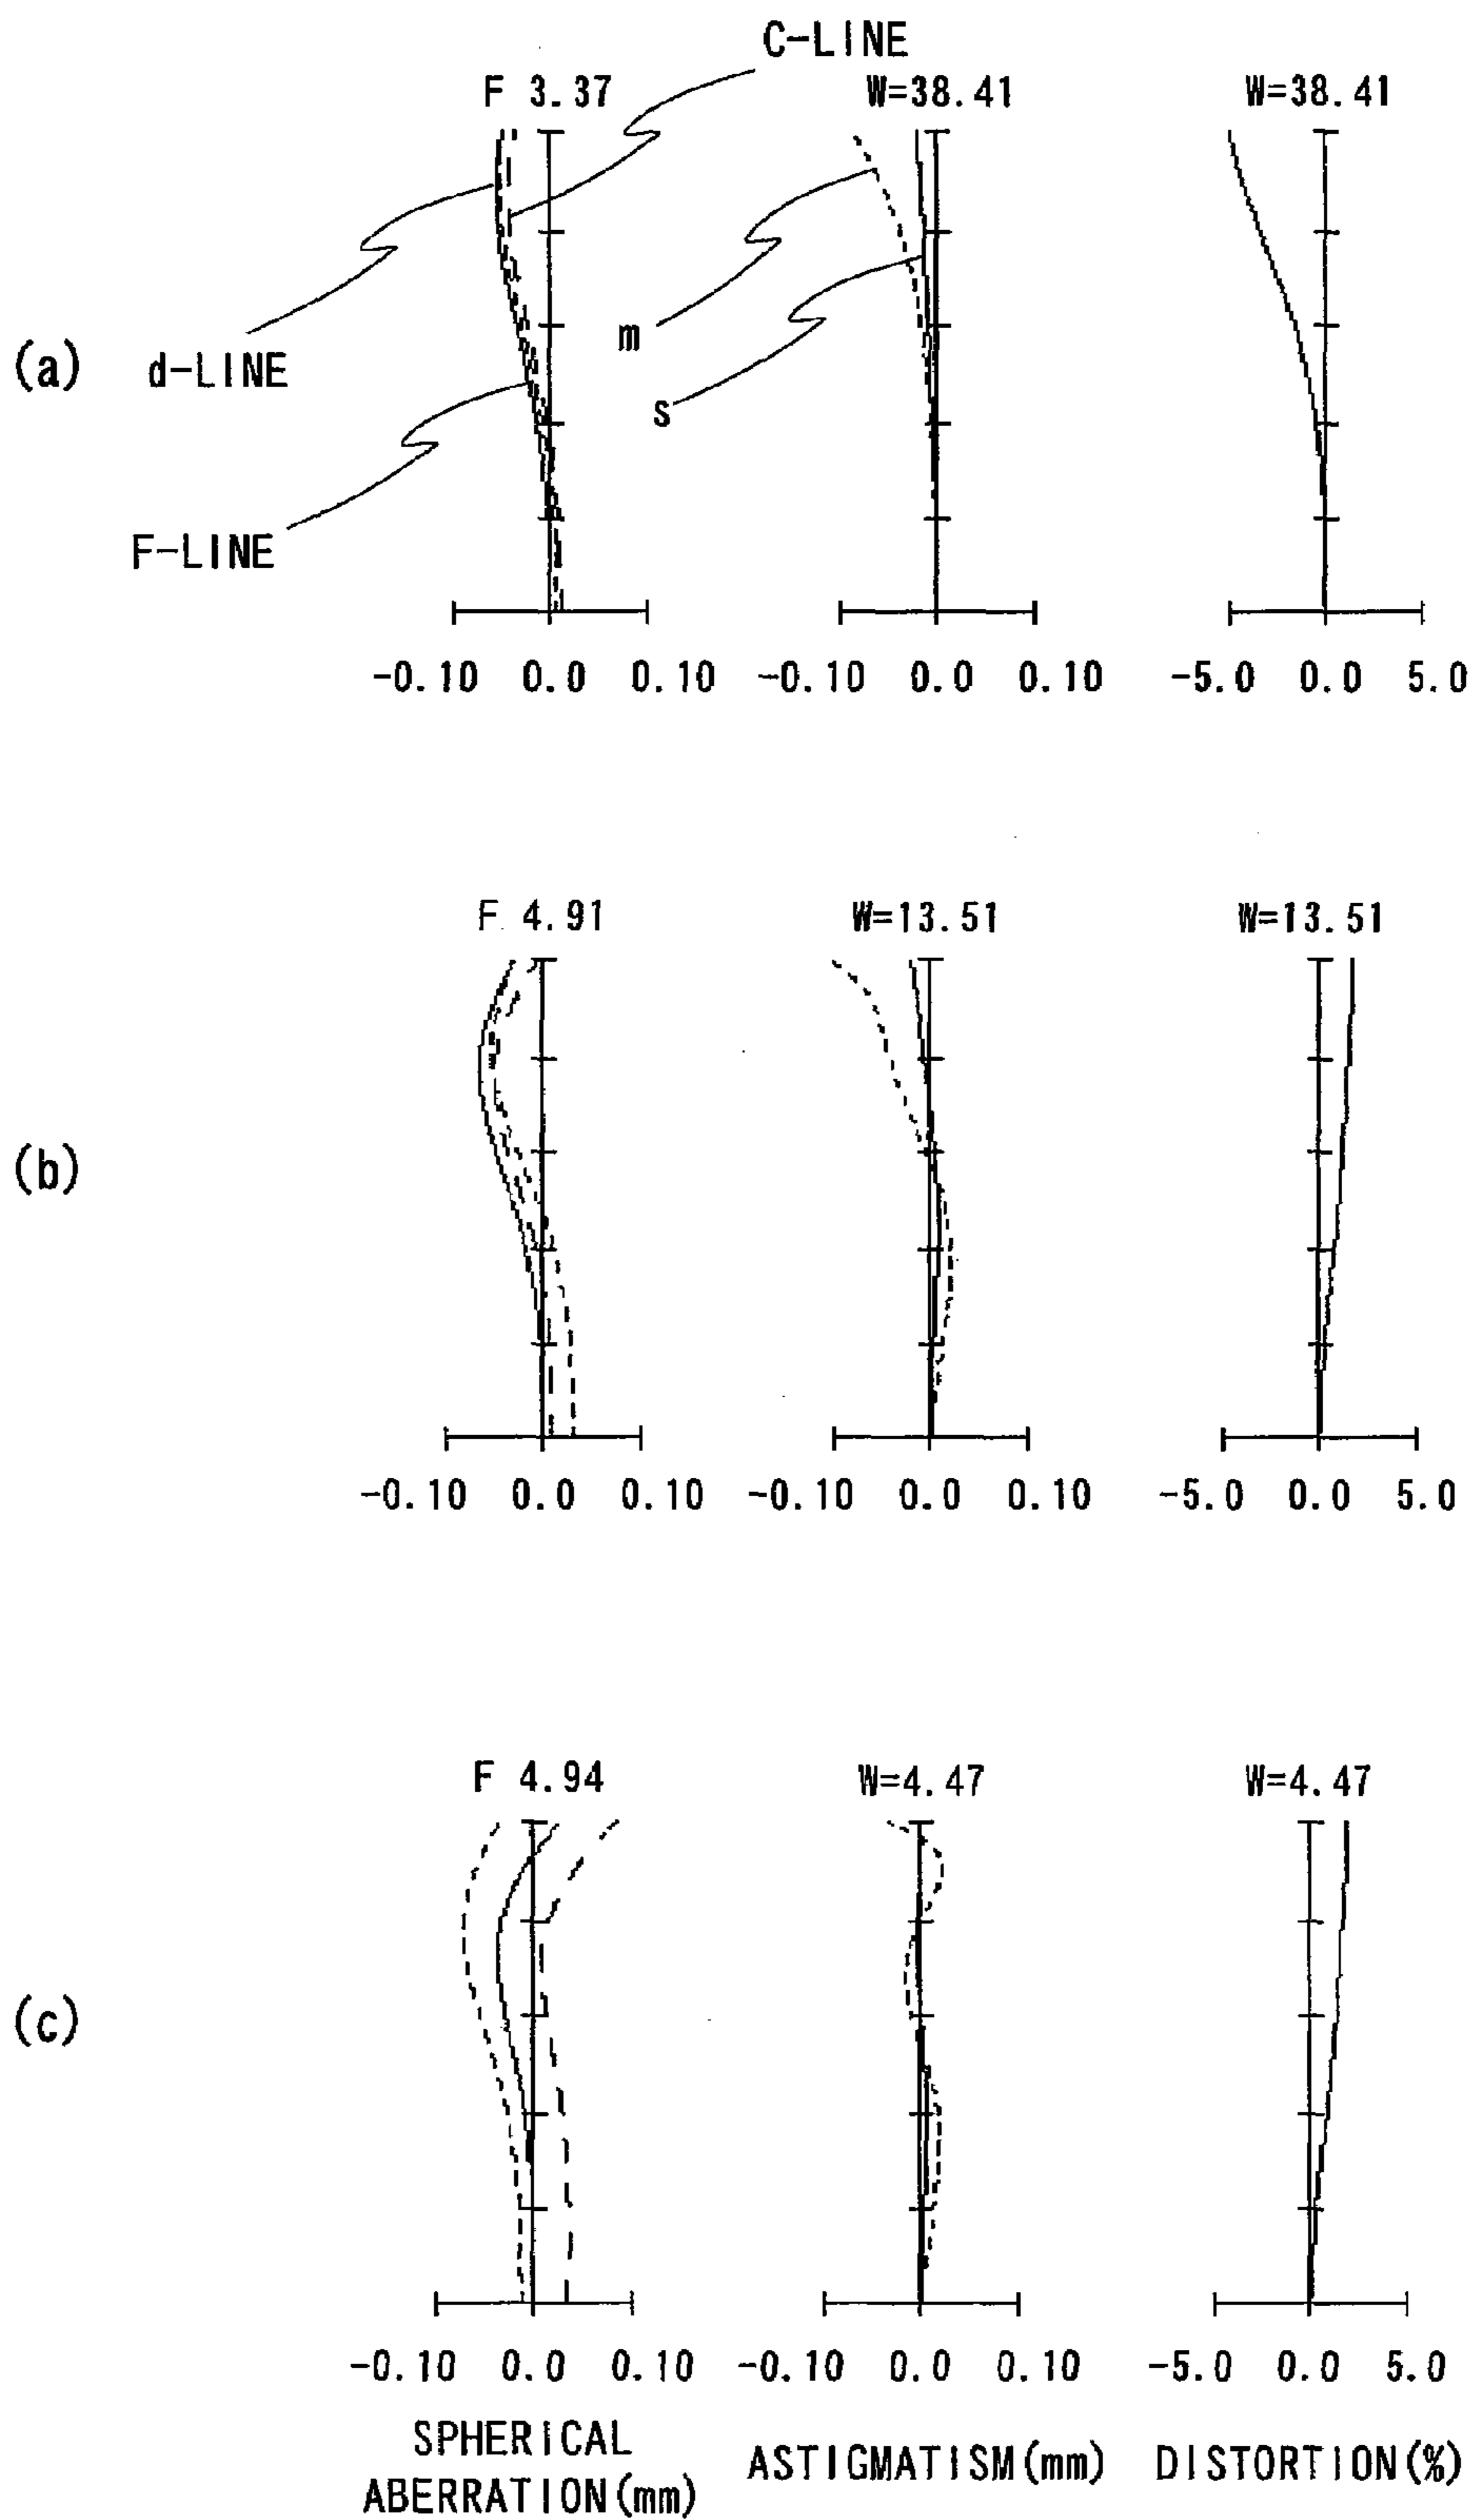 C-LINE
F 3.37
W=38.41
W=38.41
m
s
(a)
d-LINE
F-LINE
-0.10 0.0 0.10
-0.10 0.0 0.10
-5.0 0.0 5.0
F 4.91
W=13.51
W=13.51
(b)
-0.10 0.0 0.10
-0.10 0.0 0.10
-5.0 0.0 5.0
F 4.94
W=4.47
W=4.47
(c)
-0.10 0.0 0.10
-0.10 0.0 0.10
-5.0 0.0 5.0
SPHERICAL
ABERRATION(mm)
ASTIGMATISM(mm)
DISTORTION(%)